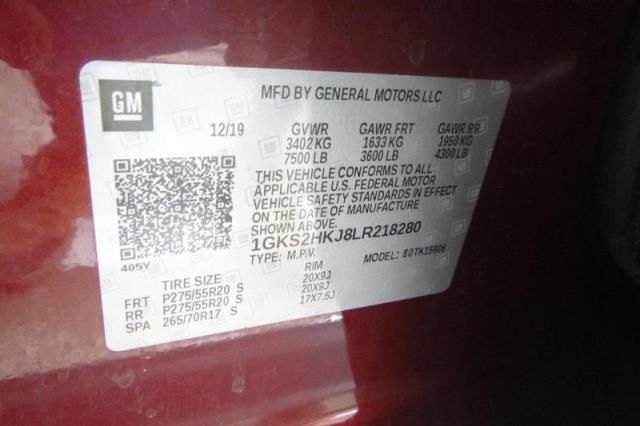 GM
MFD BY GENERAL MOTORS LLC
12/19 GVWR GAWR FRT GAWR RR
3402 KG 1633 KG 1950 KG
7500 LB 3600 LB 4300 LB
THIS VEHICLE CONFORMS TO ALL
APPLICABLE U.S. FEDERAL MOTOR
VEHICLE SAFETY STANDARDS IN EFFECT
ON THE DATE OF MANUFACTURE
SHOWN ABOVE.
1GKS2HKJ8LR218280
TYPE: M.P.V. MODEL: 80TK15906
405Y
TIRE SIZE RIM
FRT P275/55R20 S 20X9J
RR P275/55R20 S 20X9J
SPA 265/70R17 S 17X7.5J